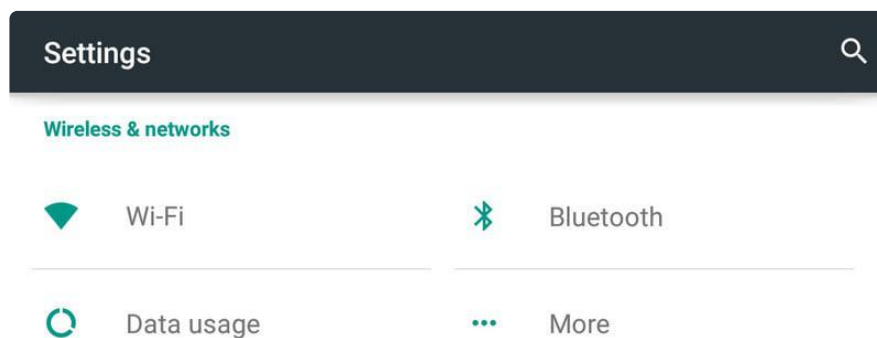 Settings
Wireless & networks
Wi-Fi
Bluetooth
Data usage
More